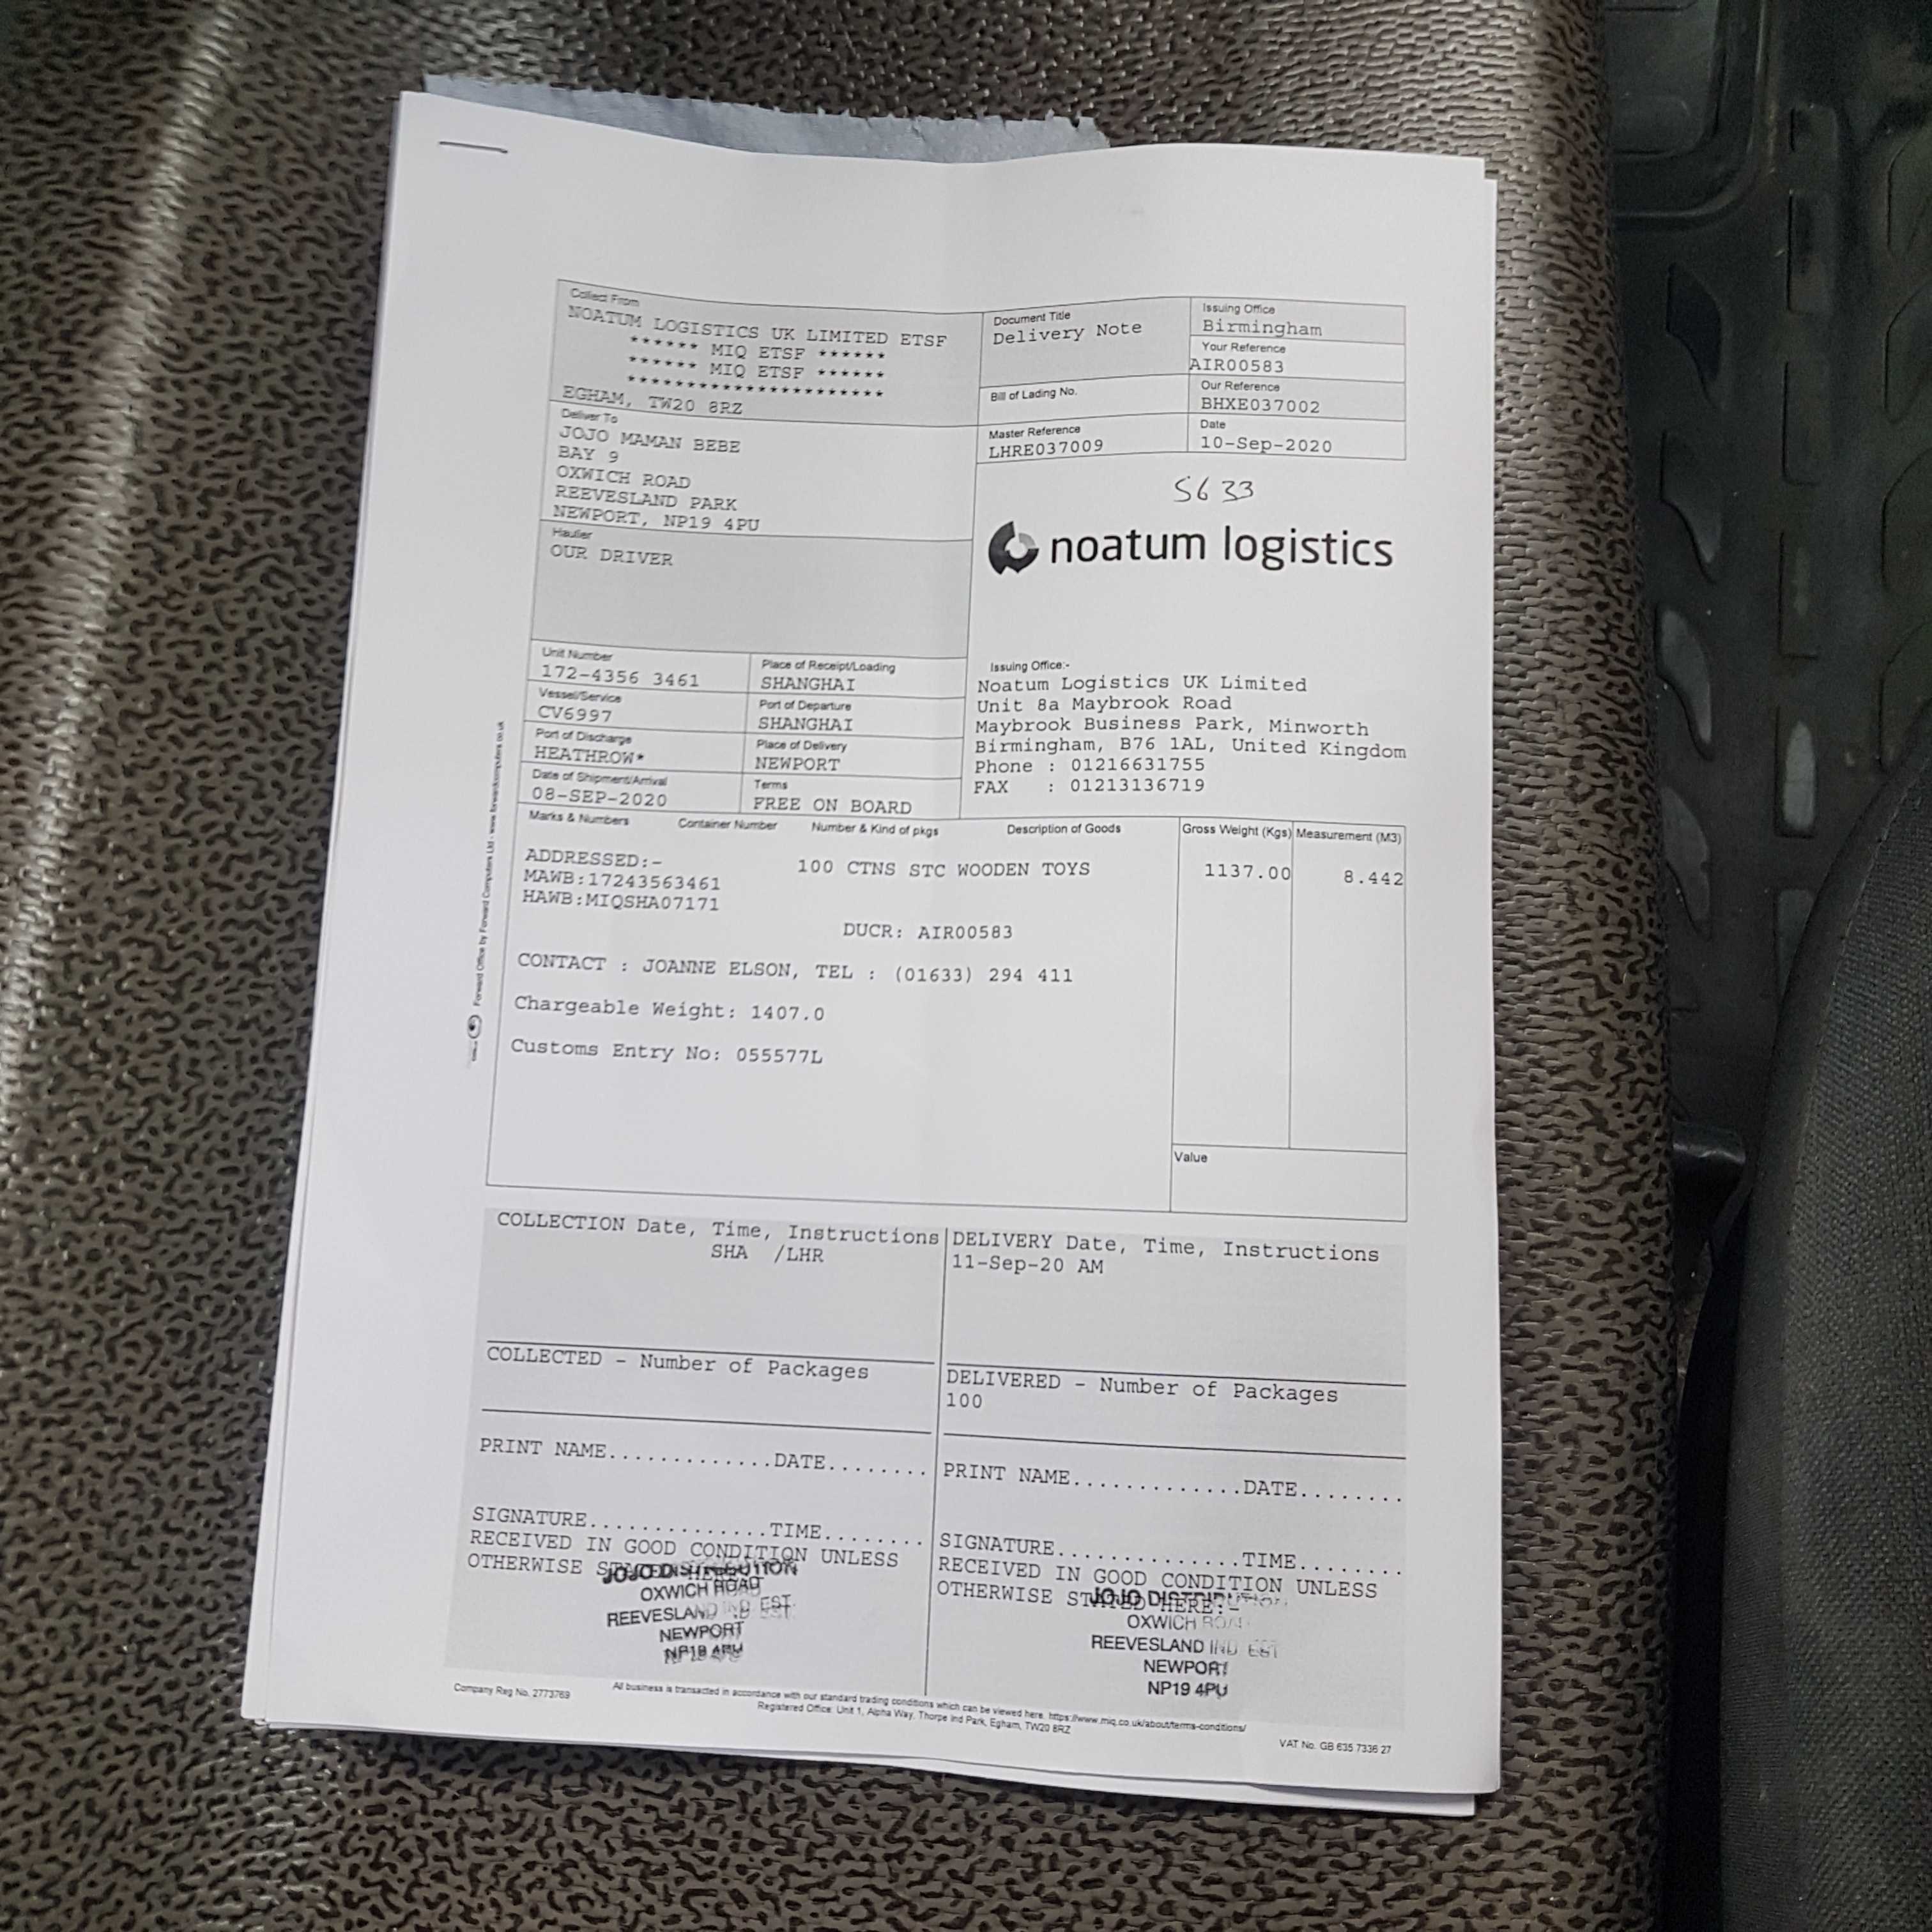 Collect From
NOATUM LOGISTICS UK LIMITED ETSF
****** MIQ ETSF ******
****** MIQ ETSF ******
**********************
EGHAM, TW20 8RZ
Deliver To
JOJO MAMAN BEBE
BAY 9
OXWICH ROAD
REEVESLAND PARK
NEWPORT, NP19 4PU
Haulier
OUR DRIVER
Document Title
Delivery Note
Issuing Office
Birmingham
Your Reference
AIR00583
Bill of Lading No.
Our Reference
BHXE037002
Master Reference
LHRE037009
Date
10-Sep-2020
5633
noatum logistics
Unit Number
172-4356 3461
Place of Receipt/Loading
SHANGHAI
Vessel/Service
CV6997
Port of Departure
SHANGHAI
Port of Discharge
HEATHROW*
Place of Delivery
NEWPORT
Date of Shipment/Arrival
08-SEP-2020
Terms
FREE ON BOARD
Issuing Office:-
Noatum Logistics UK Limited
Unit 8a Maybrook Road
Maybrook Business Park, Minworth
Birmingham, B76 1AL, United Kingdom
Phone : 01216631755
FAX : 01213136719
Marks & Numbers Container Number Number & Kind of pkgs Description of Goods Gross Weight (Kgs) Measurement (M3)
ADDRESSED:- 100 CTNS STC WOODEN TOYS 1137.00 8.442
MAWB:17243563461
HAWB:MIQSHA07171
DUCR: AIR00583
CONTACT : JOANNE ELSON, TEL : (01633) 294 411
Chargeable Weight: 1407.0
Customs Entry No: 055577L
Value
Forward Office by Forward Computers Ltd - www.forwardcomputers.co.uk
COLLECTION Date, Time, Instructions
SHA /LHR
COLLECTED - Number of Packages
PRINT NAME.............DATE........
SIGNATURE..............TIME........
RECEIVED IN GOOD CONDITION UNLESS
OTHERWISE STATED HERE:-
JOJO DISTRIBUTION
OXWICH ROAD
REEVESLAND IND EST
NEWPORT
NP19 4PU
DELIVERY Date, Time, Instructions
11-Sep-20 AM
DELIVERED - Number of Packages
100
PRINT NAME.............DATE........
SIGNATURE..............TIME........
RECEIVED IN GOOD CONDITION UNLESS
OTHERWISE STATED HERE:-
JOJO DISTRIBUTION
OXWICH ROAD
REEVESLAND IND EST
NEWPORT
NP19 4PU
Company Reg No. 2773769
All business is transacted in accordance with our standard trading conditions which can be viewed here. https://www.miq.co.uk/about/terms-conditions/
Registered Office: Unit 1, Alpha Way, Thorpe Ind Park, Egham, TW20 8RZ
VAT No. GB 635 7336 27